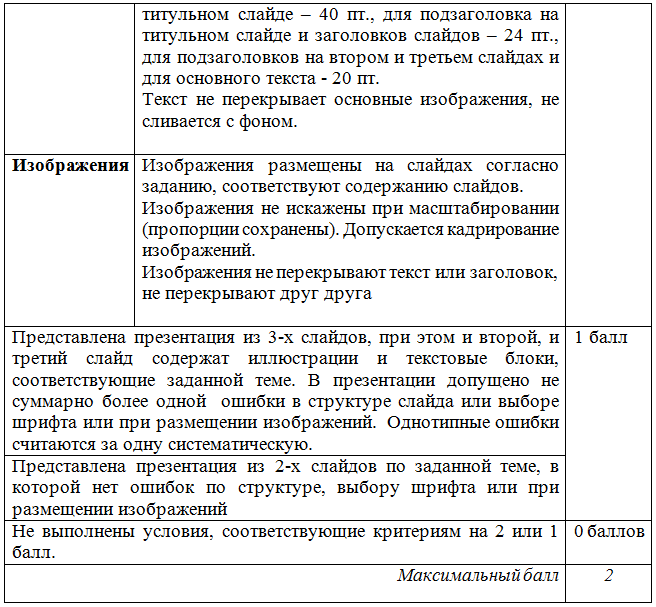 титульном слайде – 40 пт., для подзаголовка на
титульном слайде и заголовков слайдов – 24 пт.,
для подзаголовков на втором и третьем слайдах и
для основного текста - 20 пт.
Текст не перекрывает основные изображения, не
сливается с фоном.
Изображения
Изображения размещены на слайдах согласно
заданию, соответствуют содержанию слайдов.
Изображения не искажены при масштабировании
(пропорции сохранены). Допускается кадрирование
изображений.
Изображения не перекрывают текст или заголовок,
не перекрывают друг друга
Представлена презентация из 3-х слайдов, при этом и второй, и
третий слайд содержат иллюстрации и текстовые блоки,
соответствующие заданной теме. В презентации допущено не
суммарно более одной ошибки в структуре слайда или выборе
шрифта или при размещении изображений. Однотипные ошибки
считаются за одну систематическую.
1 балл
Представлена презентация из 2-х слайдов по заданной теме, в
которой нет ошибок по структуре, выбору шрифта или при
размещении изображений
Не выполнены условия, соответствующие критериям на 2 или 1
балл.
0 баллов
Максимальный балл
2